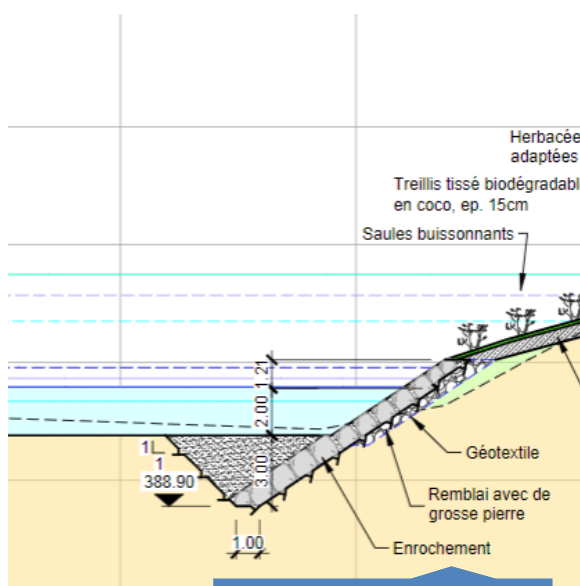 Herbacée
adaptées
Treillis tissé biodégradabl
en coco, ep. 15cm
Saules buissonnants
1.21
2.00
3.00
1
1
388.90
1.00
Géotextile
Remblai avec de
grosse pierre
Enrochement